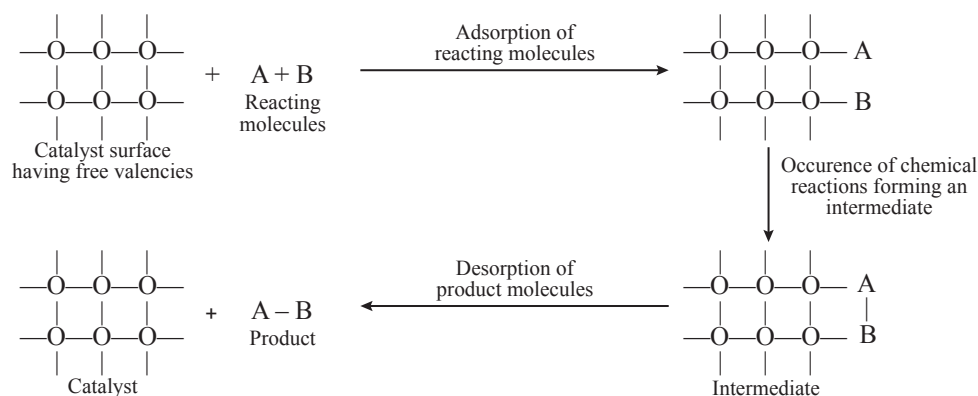 O O O
O O O
Catalyst surface
having free valencies
+
A + B
Reacting
molecules
Adsorption of
reacting molecules
O O O A
O O O B
Occurence of chemical
reactions forming an
intermediate
O O O A
O O O B
Intermediate
Desorption of
product molecules
O O O
O O O
Catalyst
+
A – B
Product